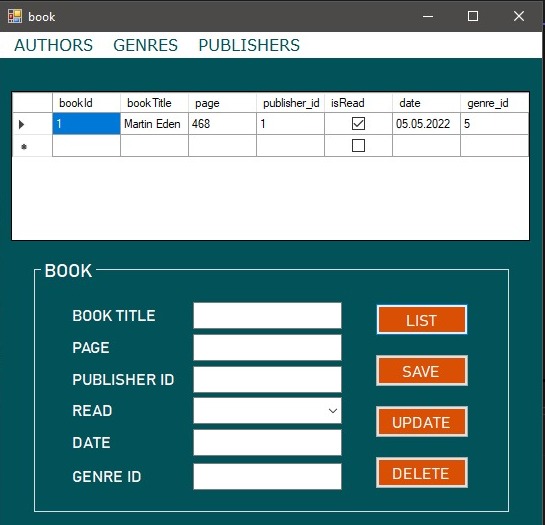 book
AUTHORS GENRES PUBLISHERS
bookId bookTitle page publisher_id isRead date genre_id
1 Martin Eden 468 1 05.05.2022 5
BOOK
BOOK TITLE LIST
PAGE
PUBLISHER ID SAVE
READ
DATE UPDATE
GENRE ID DELETE